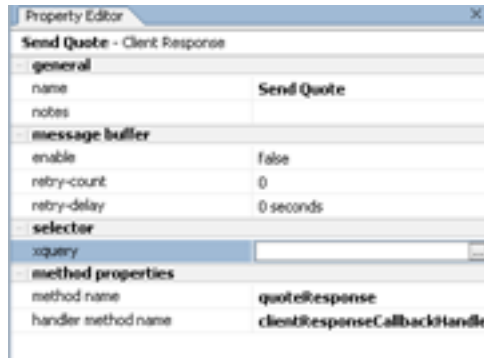 Property Editor
Send Quote - Client Response
general
name Send Quote
notes
message buffer
enable false
retry-count 0
retry-delay 0 seconds
selector
xquery ...
method properties
method name quoteResponse
handler method name clientResponseCallbackHandle